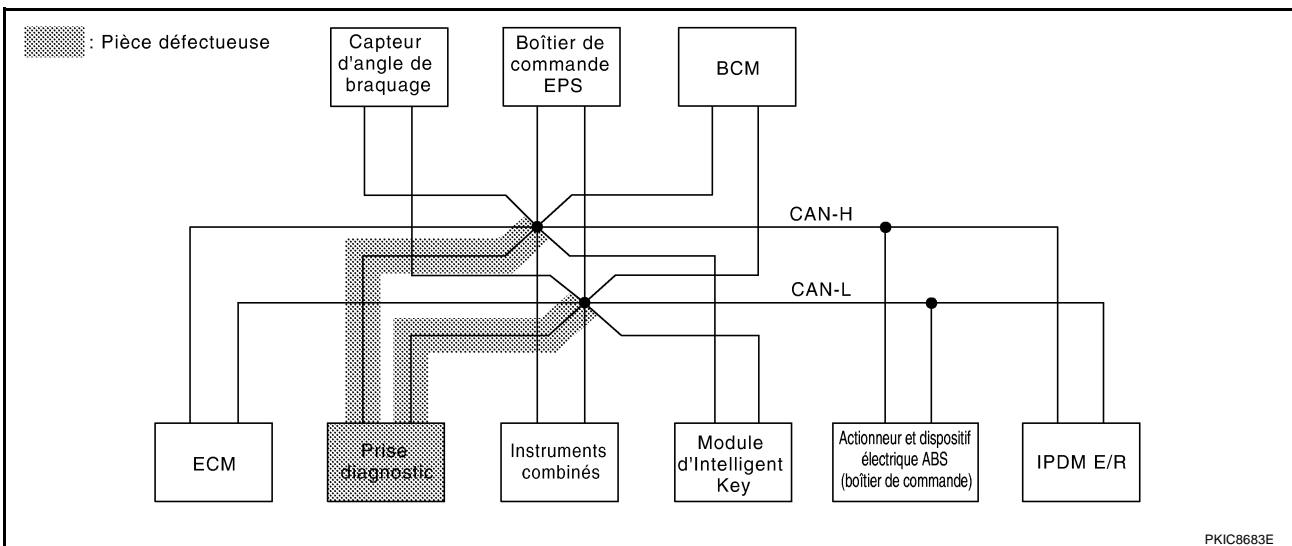 : Pièce défectueuse
Capteur
d'angle de
braquage
Boîtier de
commande
EPS
BCM
CAN-H
CAN-L
ECM
Prise
diagnostic
Instruments
combinés
Module
d'Intelligent
Key
Actionneur et dispositif
électrique ABS
(boîtier de commande)
IPDM E/R
PKIC8683E